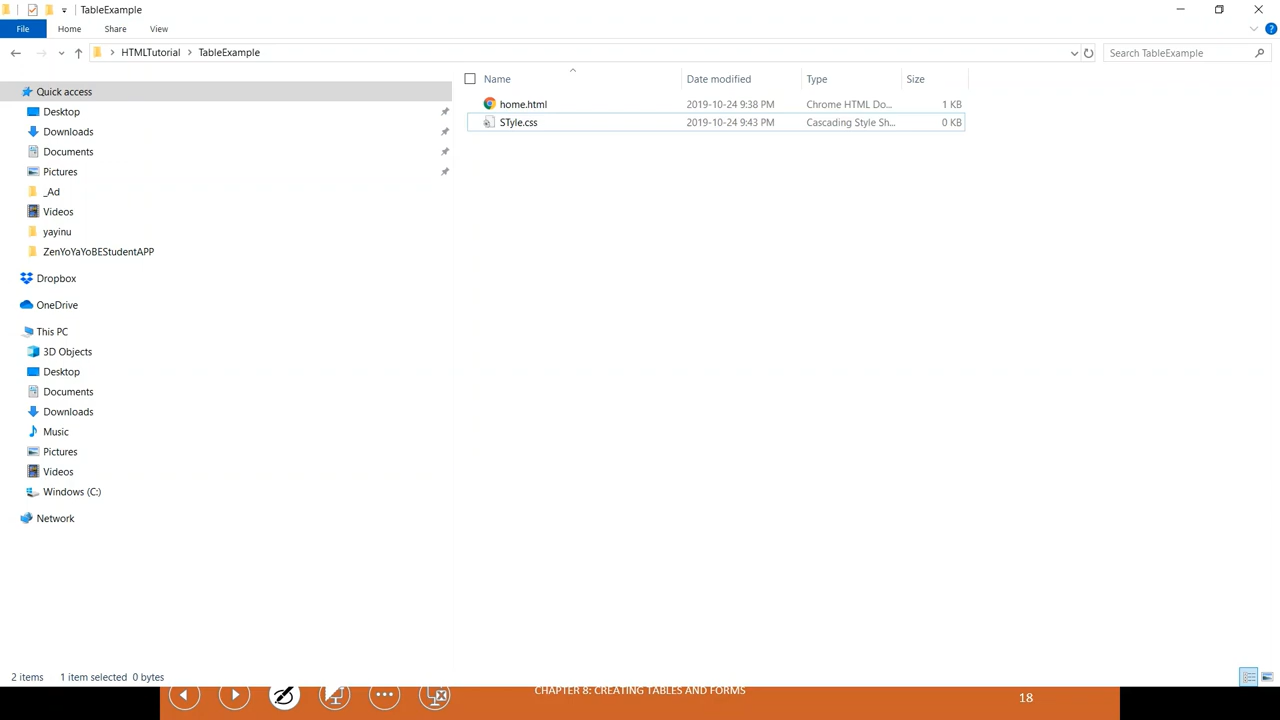 TableExample
File Home Share View
HTMLTutorial TableExample Search TableExample
Name Date modified Type Size
Quick access
home.html 2019-10-24 9:38 PM Chrome HTML Do... 1 KB
Desktop
STyle.css 2019-10-24 9:43 PM Cascading Style Sh... 0 KB
Downloads
Documents
Pictures
_Ad
Videos
yayinu
ZenYoYaYoBEStudentAPP
Dropbox
OneDrive
This PC
3D Objects
Desktop
Documents
Downloads
Music
Pictures
Videos
Windows (C:)
Network
2 items 1 item selected 0 bytes
CHAPTER 8: CREATING TABLES AND FORMS 18